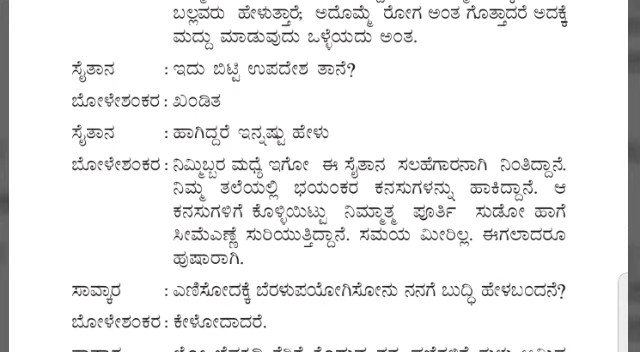 ಬಲ್ಲವರು ಹೇಳುತ್ತಾರೆ; ಅದೊಮ್ಮೆ ರೋಗ ಅಂತ ಗೊತ್ತಾದರೆ ಅದಕ್ಕೆ
ಮದ್ದು ಮಾಡುವುದು ಒಳ್ಳೆಯದು ಅಂತ.
ಸೈತಾನ : ಇದು ಬಿಟ್ಟಿ ಉಪದೇಶ ತಾನೆ?
ಬೋಳೇಶಂಕರ : ಖಂಡಿತ
ಸೈತಾನ : ಹಾಗಿದ್ದರೆ ಇನ್ನಷ್ಟು ಹೇಳು
ಬೋಳೇಶಂಕರ : ನಿಮ್ಮಿಬ್ಬರ ಮಧ್ಯೆ ಇಗೋ ಈ ಸೈತಾನ ಸಲಹೆಗಾರನಾಗಿ ನಿಂತಿದ್ದಾನೆ.
ನಿಮ್ಮ ತಲೆಯಲ್ಲಿ ಭಯಂಕರ ಕನಸುಗಳನ್ನು ಹಾಕಿದ್ದಾನೆ. ಆ
ಕನಸುಗಳಿಗೆ ಕೊಳ್ಳಿಯಿಟ್ಟು ನಿಮ್ಮಾತ್ಮ ಪೂರ್ತಿ ಸುಡೋ ಹಾಗೆ
ಸೀಮೆಎಣ್ಣೆ ಸುರಿಯುತ್ತಿದ್ದಾನೆ. ಸಮಯ ಮೀರಿಲ್ಲ. ಈಗಲಾದರೂ
ಹುಷಾರಾಗಿ.
ಸಾವ್ಕಾರ : ಎಣಿಸೋದಕ್ಕೆ ಬೆರಳುಪಯೋಗಿಸೋನು ನನಗೆ ಬುದ್ಧಿ ಹೇಳಬಂದನೆ?
ಬೋಳೇಶಂಕರ : ಕೇಳೋದಾದರೆ.